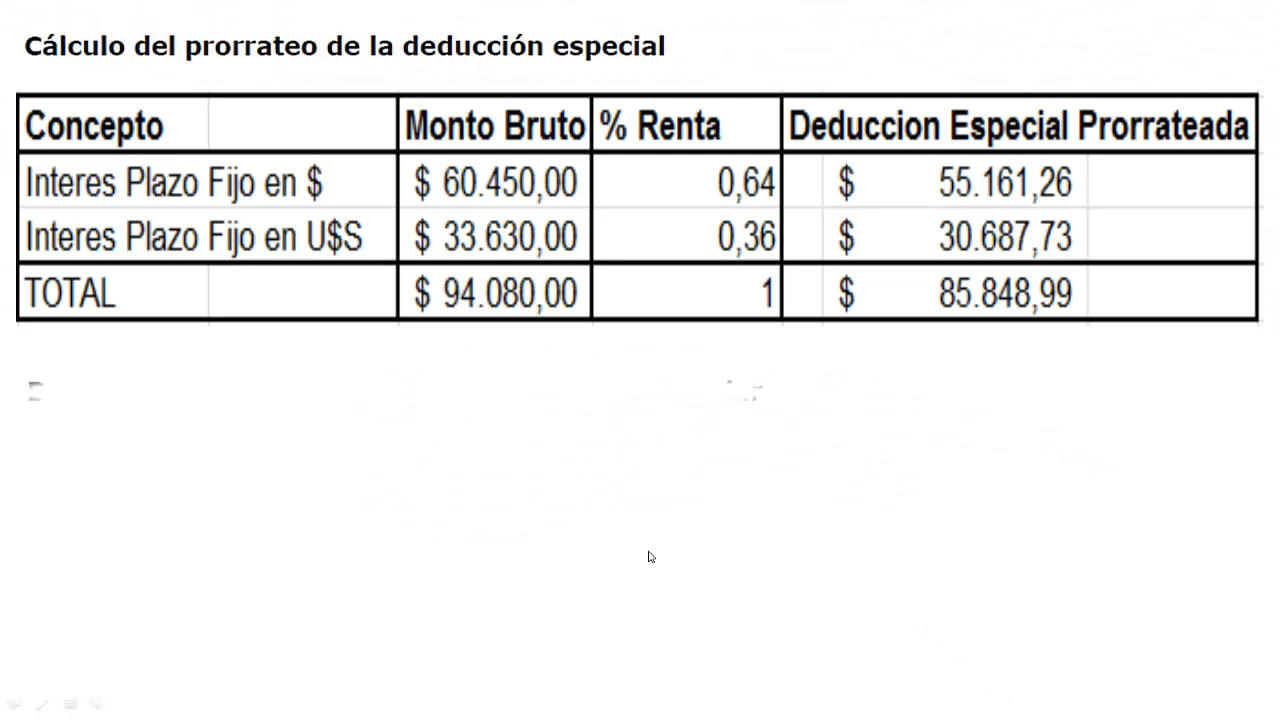 Cálculo del prorrateo de la deducción especial
Concepto Monto Bruto % Renta Deduccion Especial Prorrateada
Interes Plazo Fijo en $ $ 60.450,00 0,64 $ 55.161,26
Interes Plazo Fijo en U$S $ 33.630,00 0,36 $ 30.687,73
TOTAL $ 94.080,00 1 $ 85.848,99